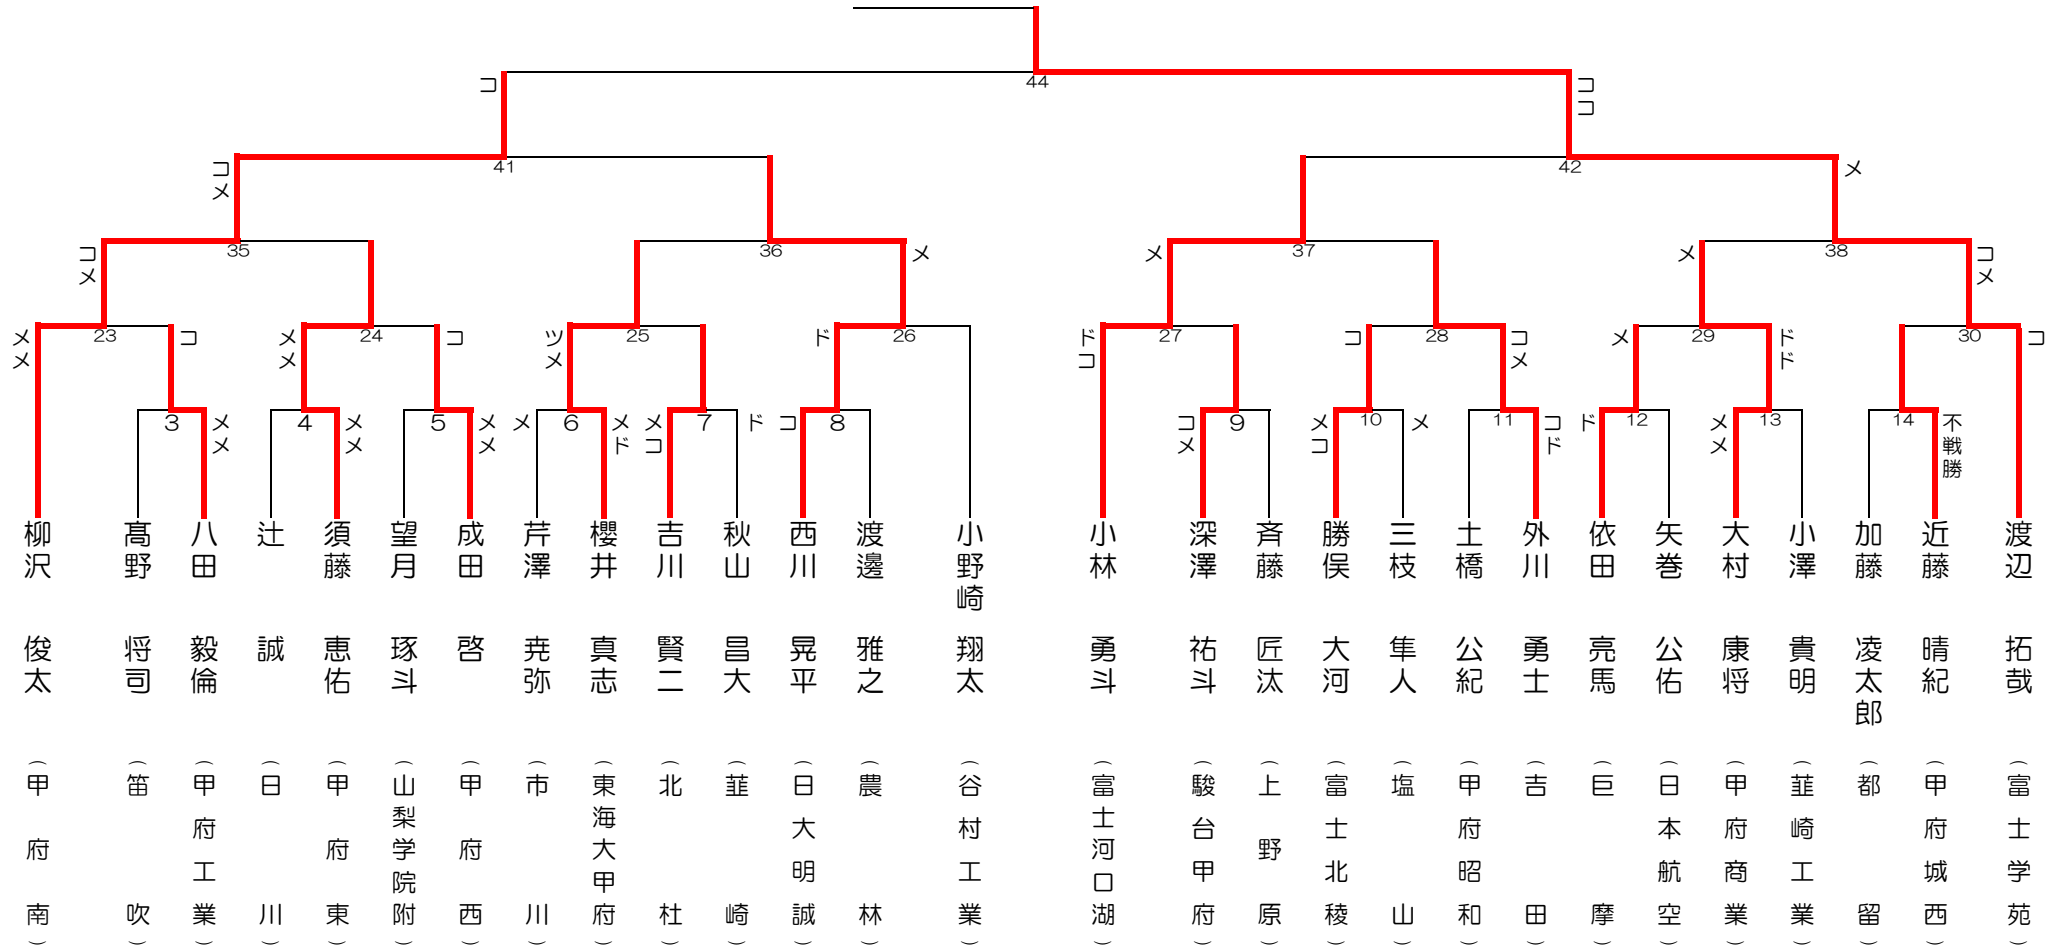 44
コ
ココ
41
42
コメ
メ
35
36
37
38
コメ
メ
メ
メ
コメ
23
24
25
26
27
28
29
30
メメ
コ
メメ
コ
ツメ
ド
ドコ
コ
コメ
メ
ドド
コ
3
4
5
6
7
8
9
10
11
12
13
14
メメ
メメ
メメ
メ
メド
メコ
ド
コ
コメ
メコ
メ
コド
ド
メメ
不戦勝
柳沢 俊太 (甲府南)
髙野 将司 (笛吹)
八田 毅倫 (甲府工業)
辻 誠 (日川)
須藤 恵佑 (甲府東)
望月 琢斗 (山梨学院附)
成田 啓 (甲府西)
芹澤 尭弥 (市川)
櫻井 真志 (東海大甲府)
吉川 賢二 (北杜)
秋山 昌大 (韮崎)
西川 晃平 (日大明誠)
渡邊 雅之 (農林)
小野崎 翔太 (谷村工業)
小林 勇斗 (富士河口湖)
深澤 祐斗 (駿台甲府)
斉藤 匠汰 (上野原)
勝俣 大河 (富士北稜)
三枝 隼人 (塩山)
土橋 公紀 (甲府昭和)
外川 勇士 (吉田)
依田 亮馬 (巨摩)
矢巻 公佑 (日本航空)
大村 康将 (甲府商業)
小澤 貴明 (韮崎工業)
加藤 凌太郎 (都留)
近藤 晴紀 (甲府城西)
渡辺 拓哉 (富士学苑)